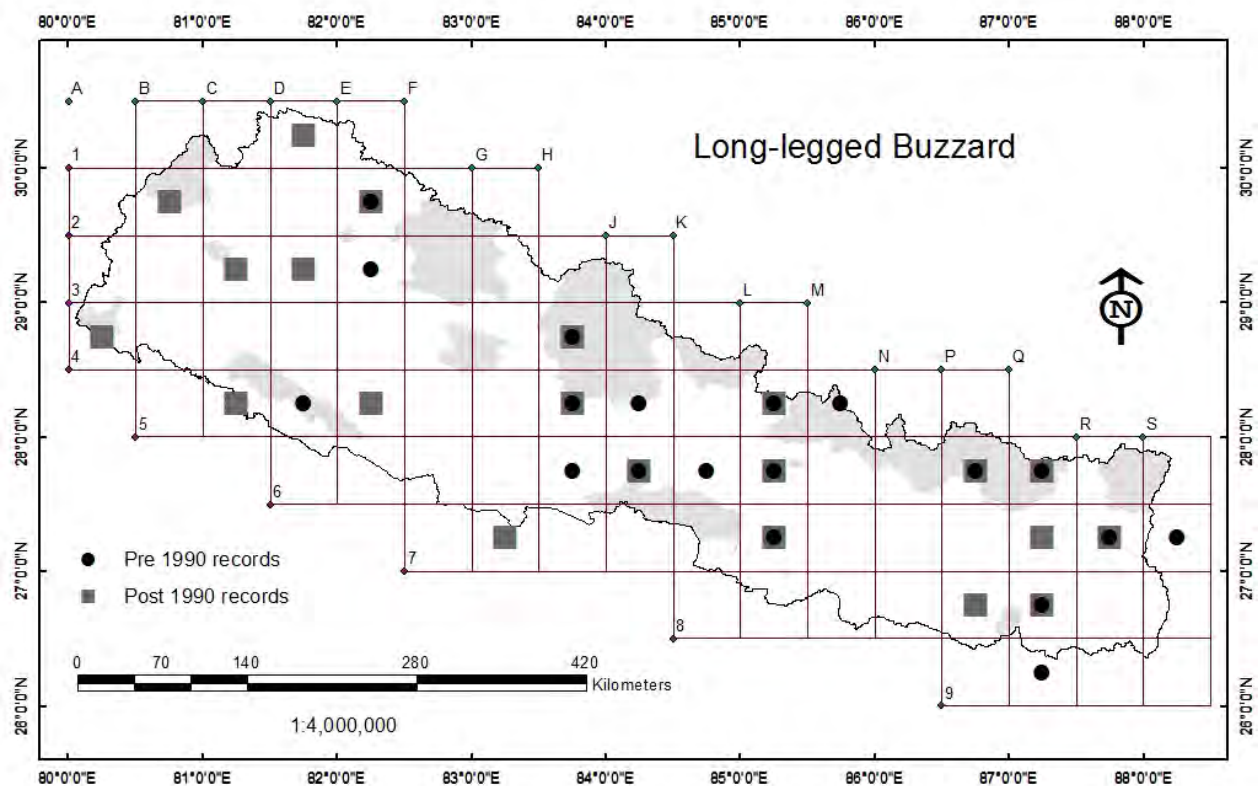 80°0'0"E 81°0'0"E 82°0'0"E 83°0'0"E 84°0'0"E 85°0'0"E 86°0'0"E 87°0'0"E 88°0'0"E
A B C D E F
Long-legged Buzzard
1 G H
30°0'0"N 30°0'0"N
2 J K
29°0'0"N 29°0'0"N
3 L M
N
4 N P Q
28°0'0"N 28°0'0"N
5 R S
6
Pre 1990 records
27°0'0"N 27°0'0"N
7
Post 1990 records
8
0 70 140 280 420
Kilometers
9
26°0'0"N 26°0'0"N
1:4,000,000
80°0'0"E 81°0'0"E 82°0'0"E 83°0'0"E 84°0'0"E 85°0'0"E 86°0'0"E 87°0'0"E 88°0'0"E